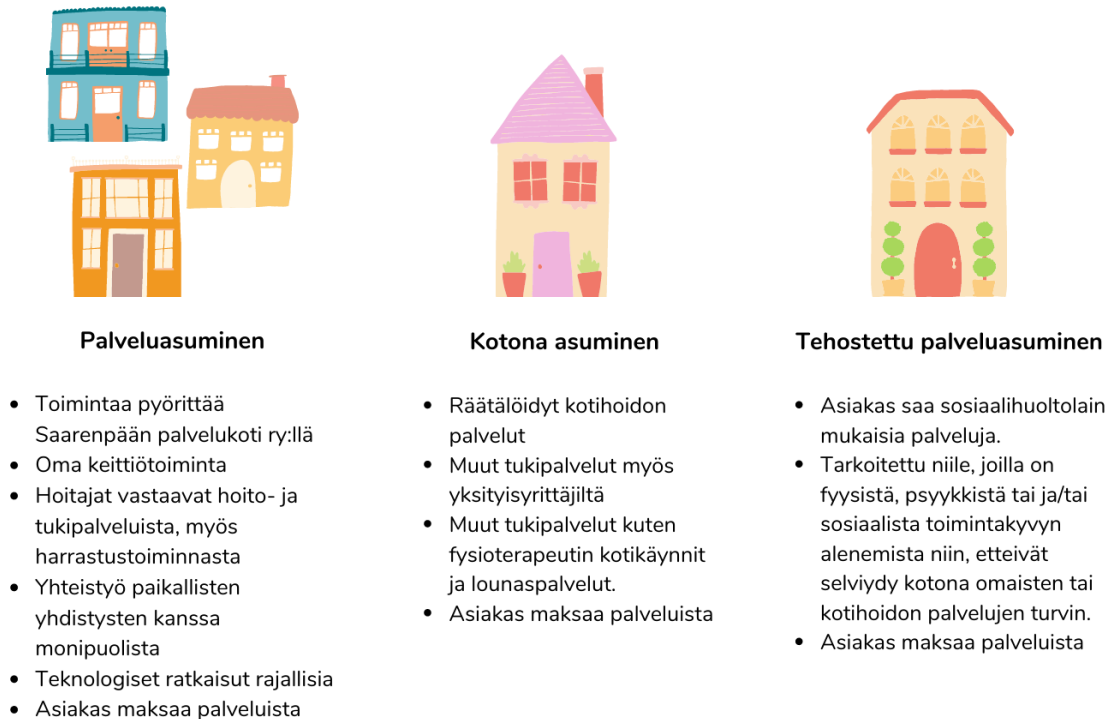 Palveluasuminen
• Toimintaa pyörittää
Saarenpään palvelukoti ry:llä
• Oma keittiötoiminta
• Hoitajat vastaavat hoito- ja
tukipalveluista, myös
harrastustoiminnasta
• Yhteistyö paikallisten
yhdistysten kanssa
monipuolista
• Teknologiset ratkaisut rajallisia
• Asiakas maksaa palveluista
Kotona asuminen
• Räätälöidyt kotihoidon
palvelut
• Muut tukipalvelut myös
yksityisyrittäjiltä
• Muut tukipalvelut kuten
fysioterapeutin kotikäynnit
ja lounaspalvelut.
• Asiakas maksaa palveluista
Tehostettu palveluasuminen
• Asiakas saa sosiaalihuoltolain
mukaisia palveluja.
• Tarkoitettu niille, joilla on
fyysistä, psyykkistä tai ja/tai
sosiaalista toimintakyvyn
alenemista niin, etteivät
selviydy kotona omaisten tai
kotihoidon palvelujen turvin.
• Asiakas maksaa palveluista